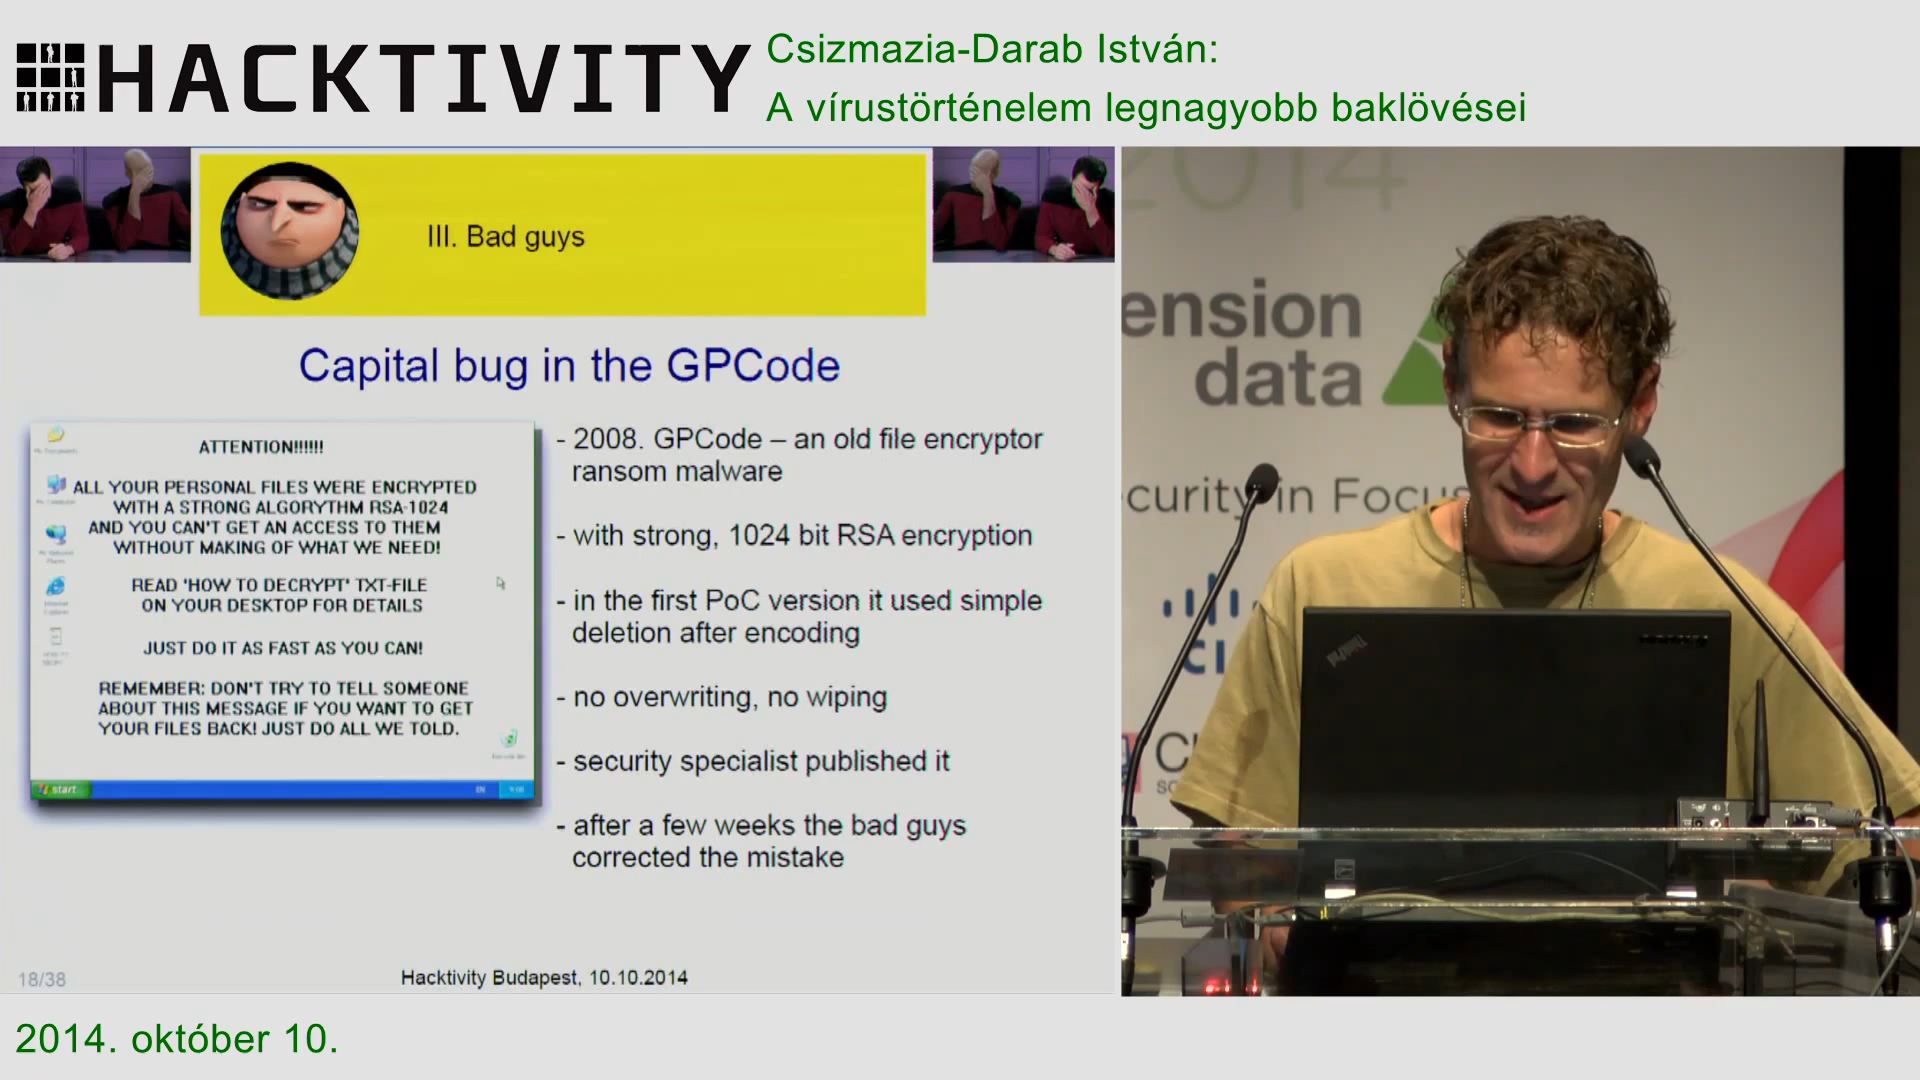 HACKTIVITY
Csizmazia-Darab István:
A vírustörténelem legnagyobb baklövései
III. Bad guys
Capital bug in the GPCode
ATTENTION!!!!!!
ALL YOUR PERSONAL FILES WERE ENCRYPTED
WITH A STRONG ALGORYTHM RSA-1024
AND YOU CAN'T GET AN ACCESS TO THEM
WITHOUT MAKING OF WHAT WE NEED!
READ 'HOW TO DECRYPT' TXT-FILE
ON YOUR DESKTOP FOR DETAILS
JUST DO IT AS FAST AS YOU CAN!
REMEMBER: DON'T TRY TO TELL SOMEONE
ABOUT THIS MESSAGE IF YOU WANT TO GET
YOUR FILES BACK! JUST DO ALL WE TOLD.
start
- 2008. GPCode – an old file encryptor
ransom malware
- with strong, 1024 bit RSA encryption
- in the first PoC version it used simple
deletion after encoding
- no overwriting, no wiping
- security specialist published it
- after a few weeks the bad guys
corrected the mistake
18/38
Hacktivity Budapest, 10.10.2014
2014
ension
data
curity in Focus
CI
ThinkPad
2014. október 10.